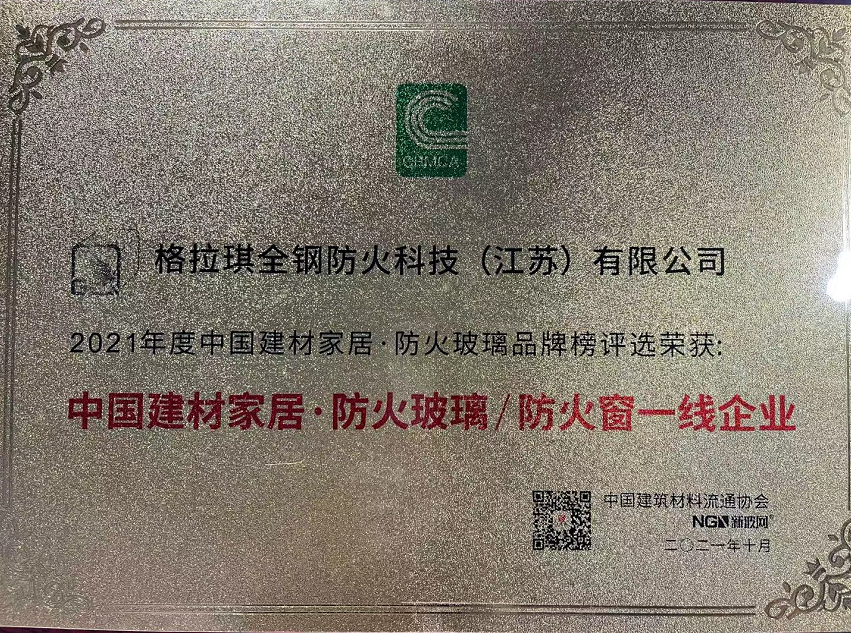 CBMCA
格拉琪全钢防火科技（江苏）有限公司
2021年度中国建材家居·防火玻璃品牌榜评选荣获:
中国建材家居·防火玻璃/防火窗一线企业
中国建筑材料流通协会
NGN新玻网®
二〇二一年十月